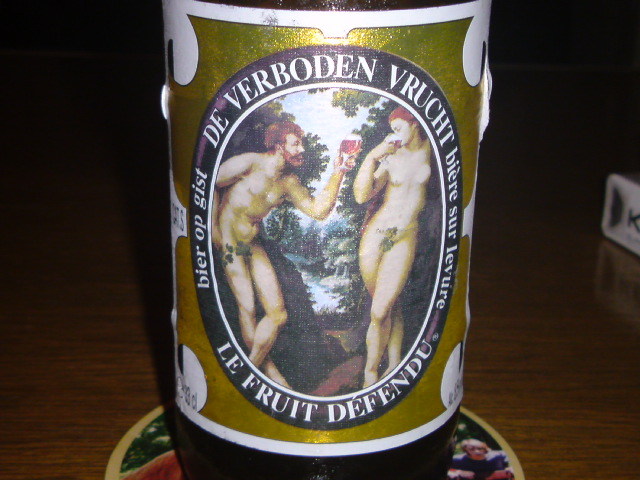 DE VERBODEN VRUCHT
bier op gist
bière sur levure
LE FRUIT DÉFENDU®